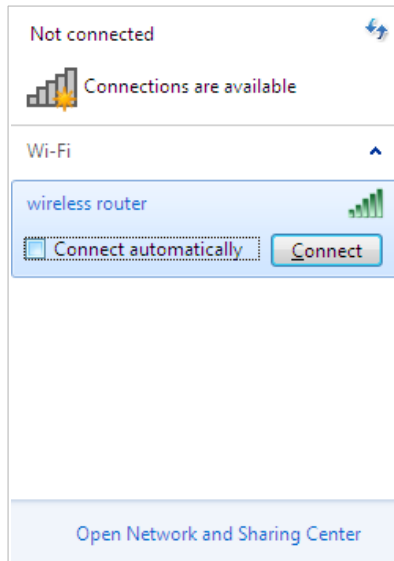 Not connected
Connections are available
Wi-Fi
wireless router
Connect automatically
Connect
Open Network and Sharing Center